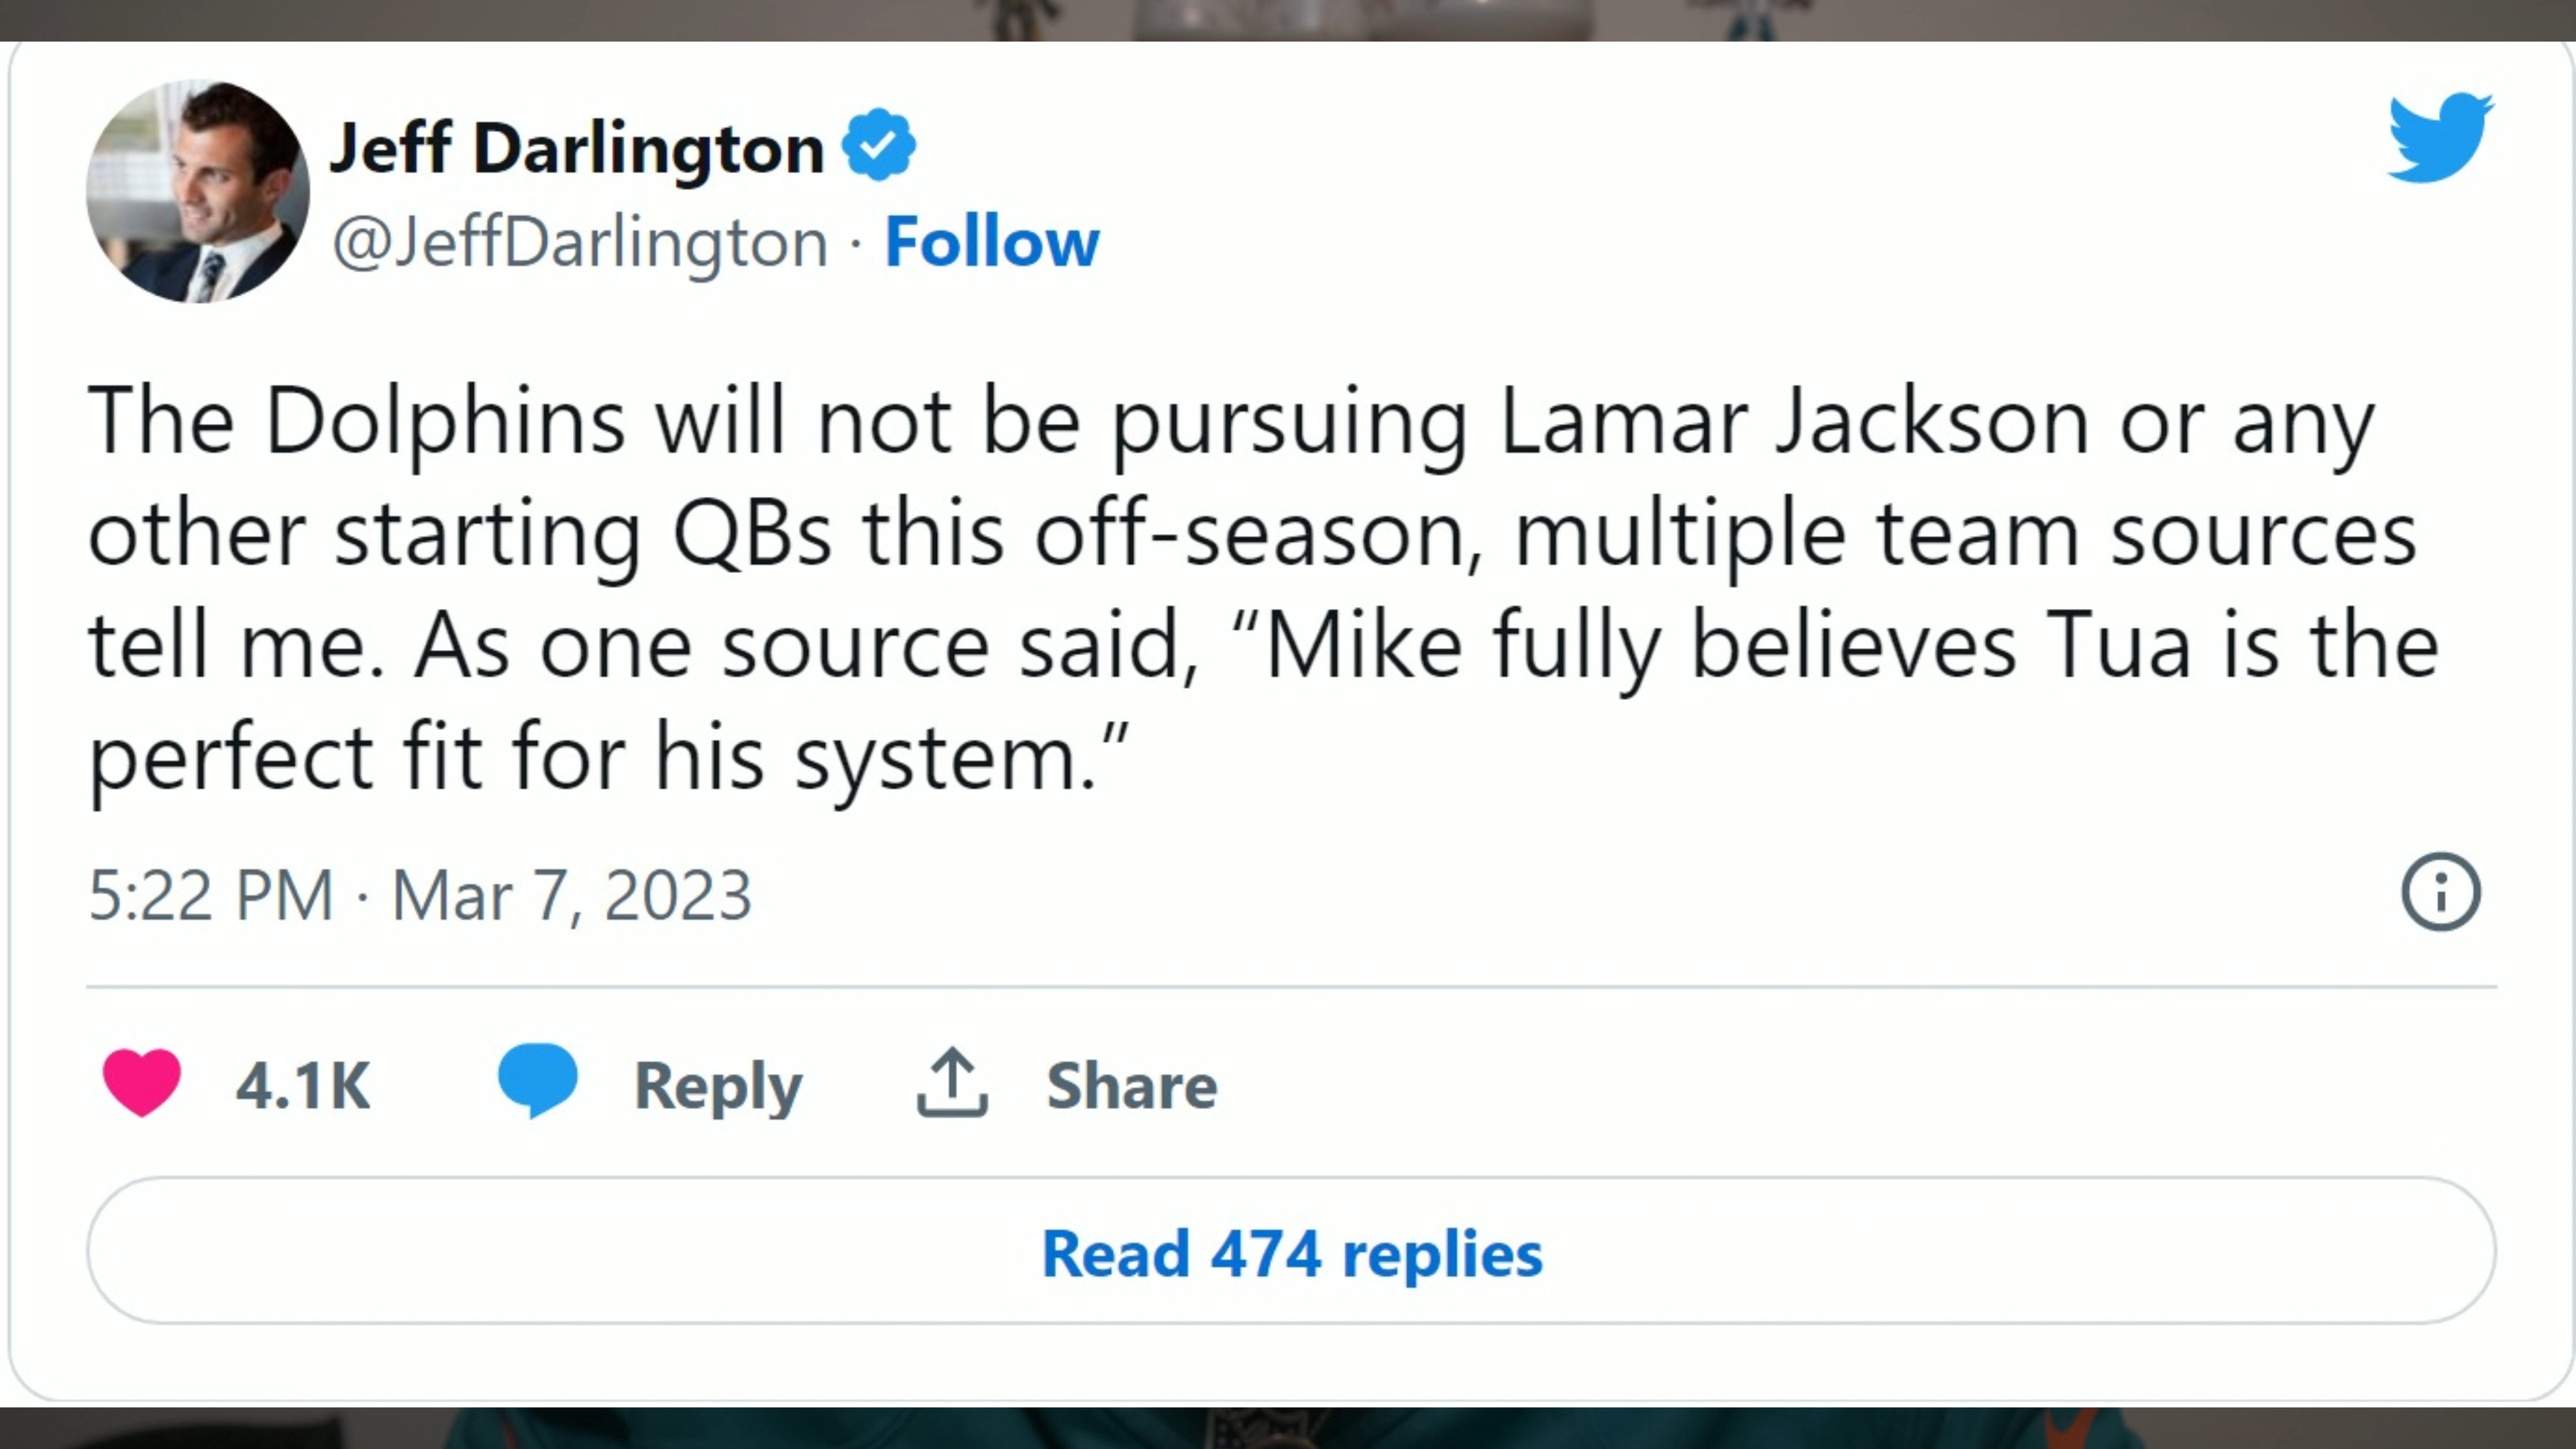 Jeff Darlington
@JeffDarlington · Follow
The Dolphins will not be pursuing Lamar Jackson or any
other starting QBs this off-season, multiple team sources
tell me. As one source said, “Mike fully believes Tua is the
perfect fit for his system.”
5:22 PM · Mar 7, 2023
4.1K Reply Share
Read 474 replies